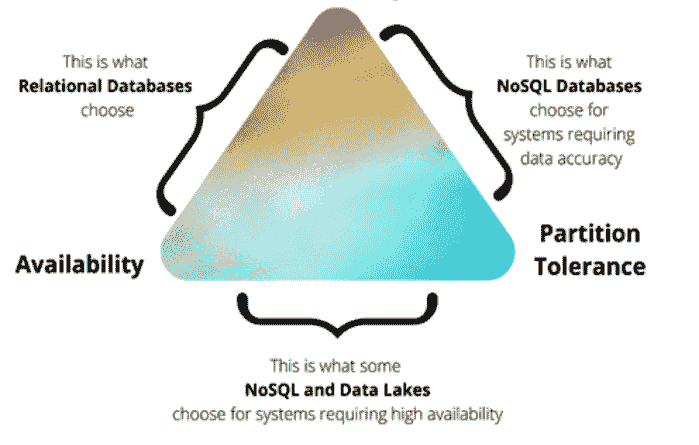 This is what
Relational Databases
choose
This is what
NoSQL Databases
choose for
systems requiring
data accuracy
Availability
Partition
Tolerance
This is what some
NoSQL and Data Lakes
choose for systems requiring high availability